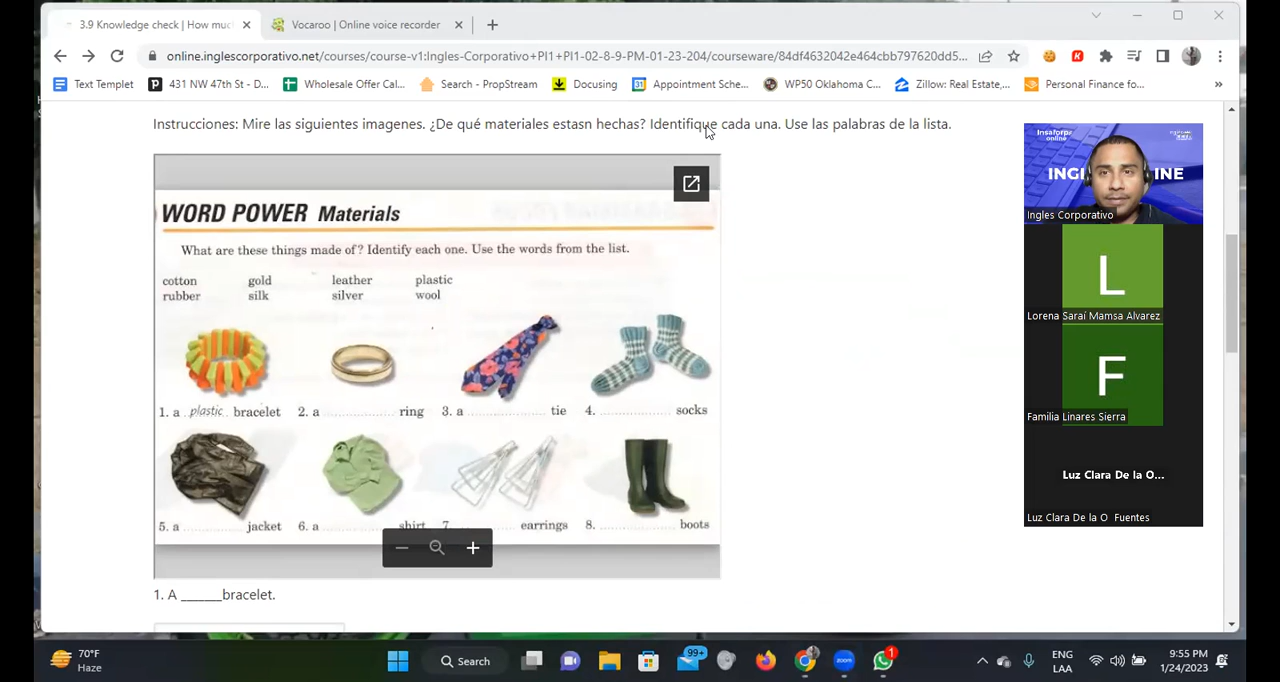 3.9 Knowledge check | How muc
Vocaroo | Online voice recorder
online.inglescorporativo.net/courses/course-v1:Ingles-Corporativo+PI1+PI1-02-8-9-PM-01-23-204/courseware/84df4632042e464cbb797620dd5...
Text Templet
431 NW 47th St - D...
Wholesale Offer Cal...
Search - PropStream
Docusing
Appointment Sche...
WP50 Oklahoma C...
Zillow: Real Estate,...
Personal Finance fo...
»
Instrucciones: Mire las siguientes imagenes. ¿De qué materiales estasn hechas? Identifique cada una. Use las palabras de la lista.
WORD POWER Materials
What are these things made of? Identify each one. Use the words from the list.
cotton gold leather plastic
rubber silk silver wool
1. a plastic bracelet 2. a ............ ring 3. a ............ tie 4. ............ socks
5. a ............ jacket 6. a ............ shirt 7. ............ earrings 8. ............ boots
1. A ______bracelet.
Insaforp
online
INGL INE
Ingles Corporativo
L
Lorena Saraí Mamsa Alvarez
F
Familia Linares Sierra
Luz Clara De la O...
Luz Clara De la O Fuentes
70°F
Haze
Search
99+
1
ENG
LAA
9:55 PM
1/24/2023